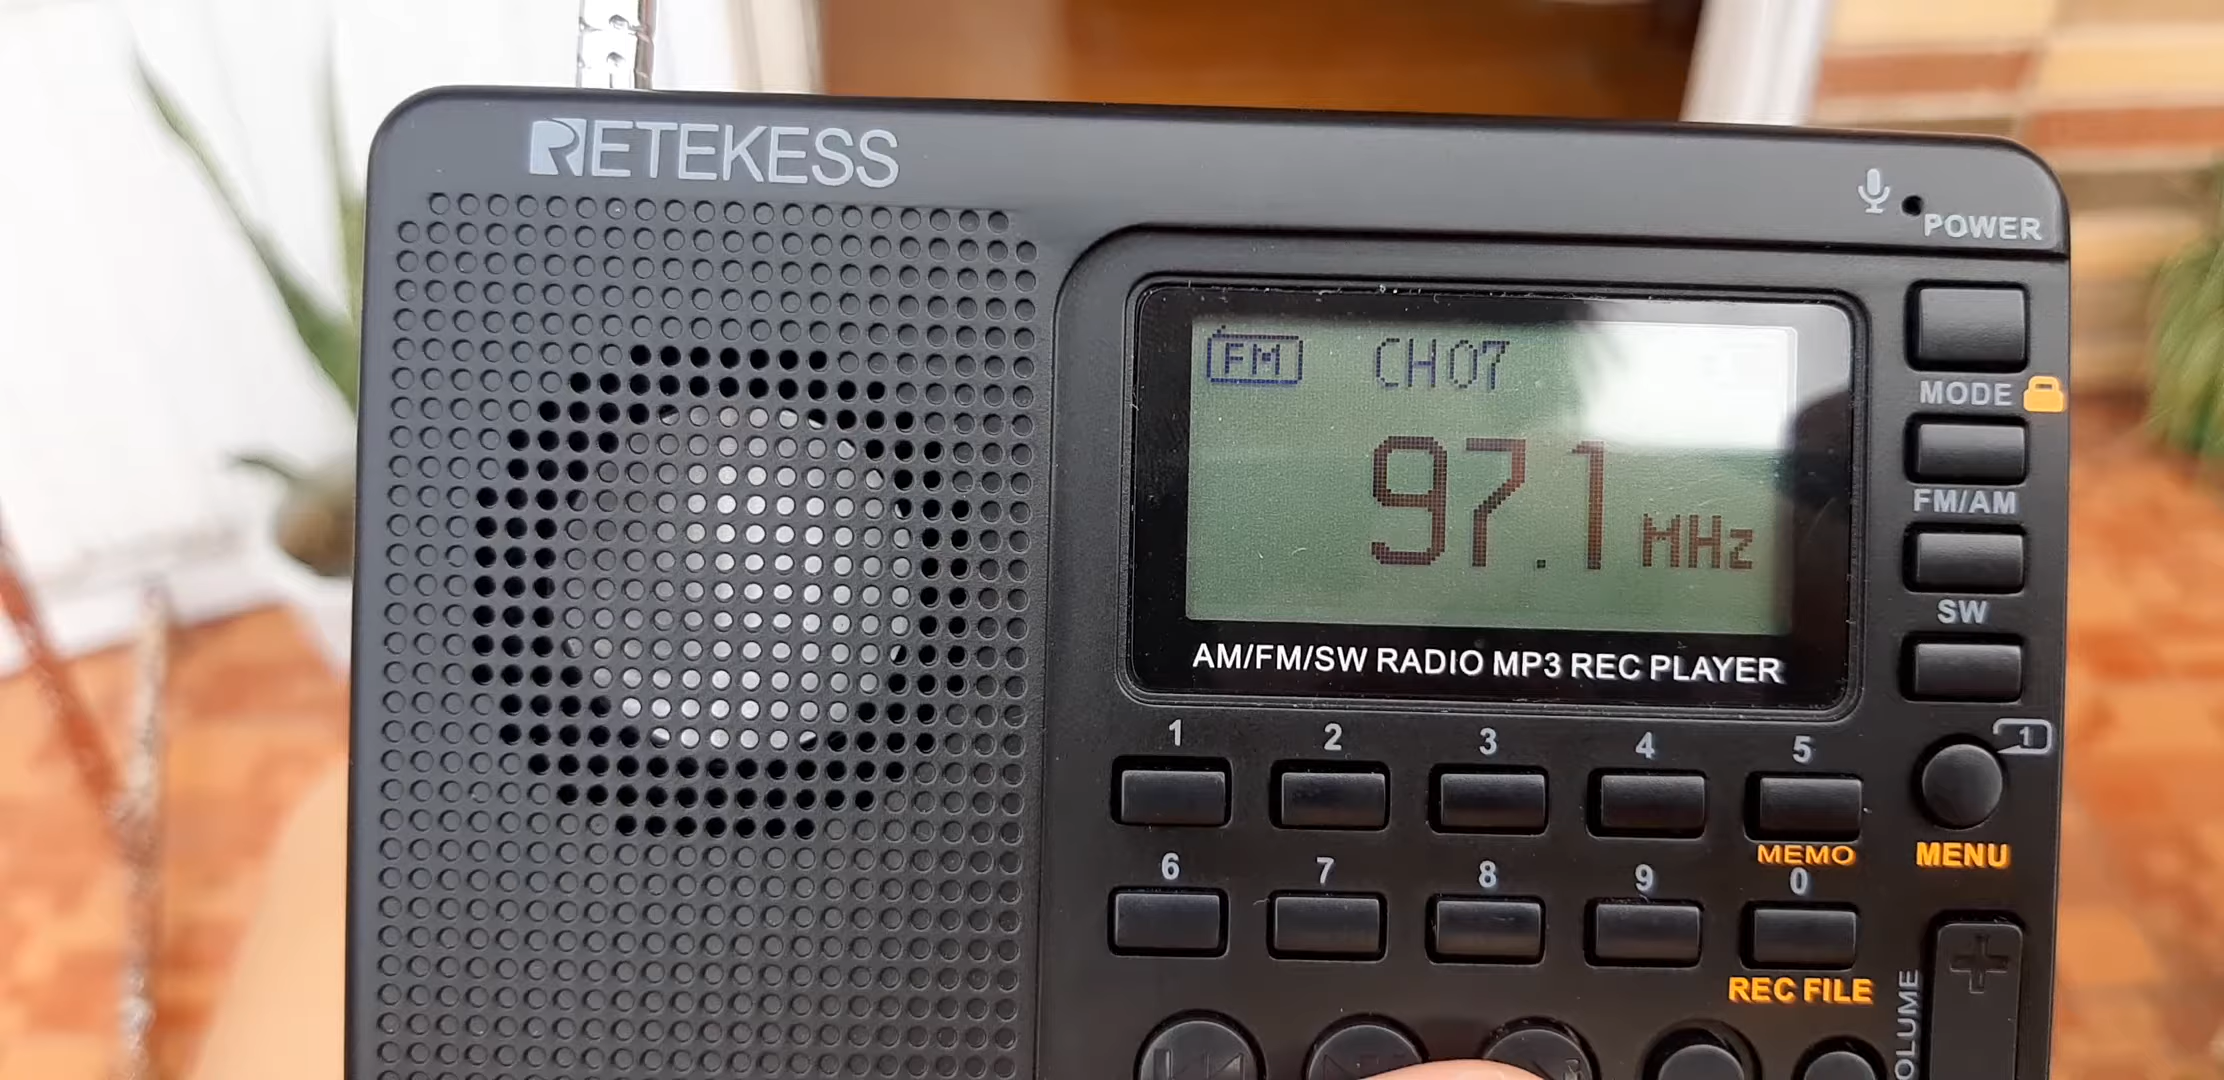 RETEKESS
POWER
FM CH07
97.1 MHz
AM/FM/SW RADIO MP3 REC PLAYER
MODE
FM/AM
SW
1 2 3 4 5
MEMO
1
MENU
6 7 8 9 0
REC FILE